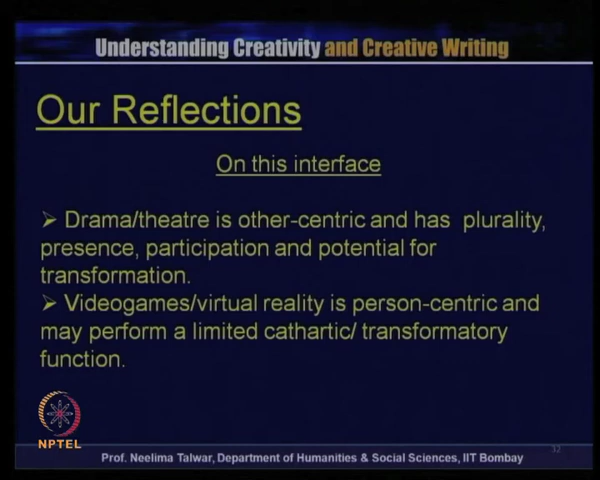 Understanding Creativity and Creative Writing
Our Reflections
On this interface
➢ Drama/theatre is other-centric and has plurality,
presence, participation and potential for
transformation.
➢ Videogames/virtual reality is person-centric and
may perform a limited cathartic/ transformatory
function.
NPTEL
32
Prof. Neelima Talwar, Department of Humanities & Social Sciences, IIT Bombay